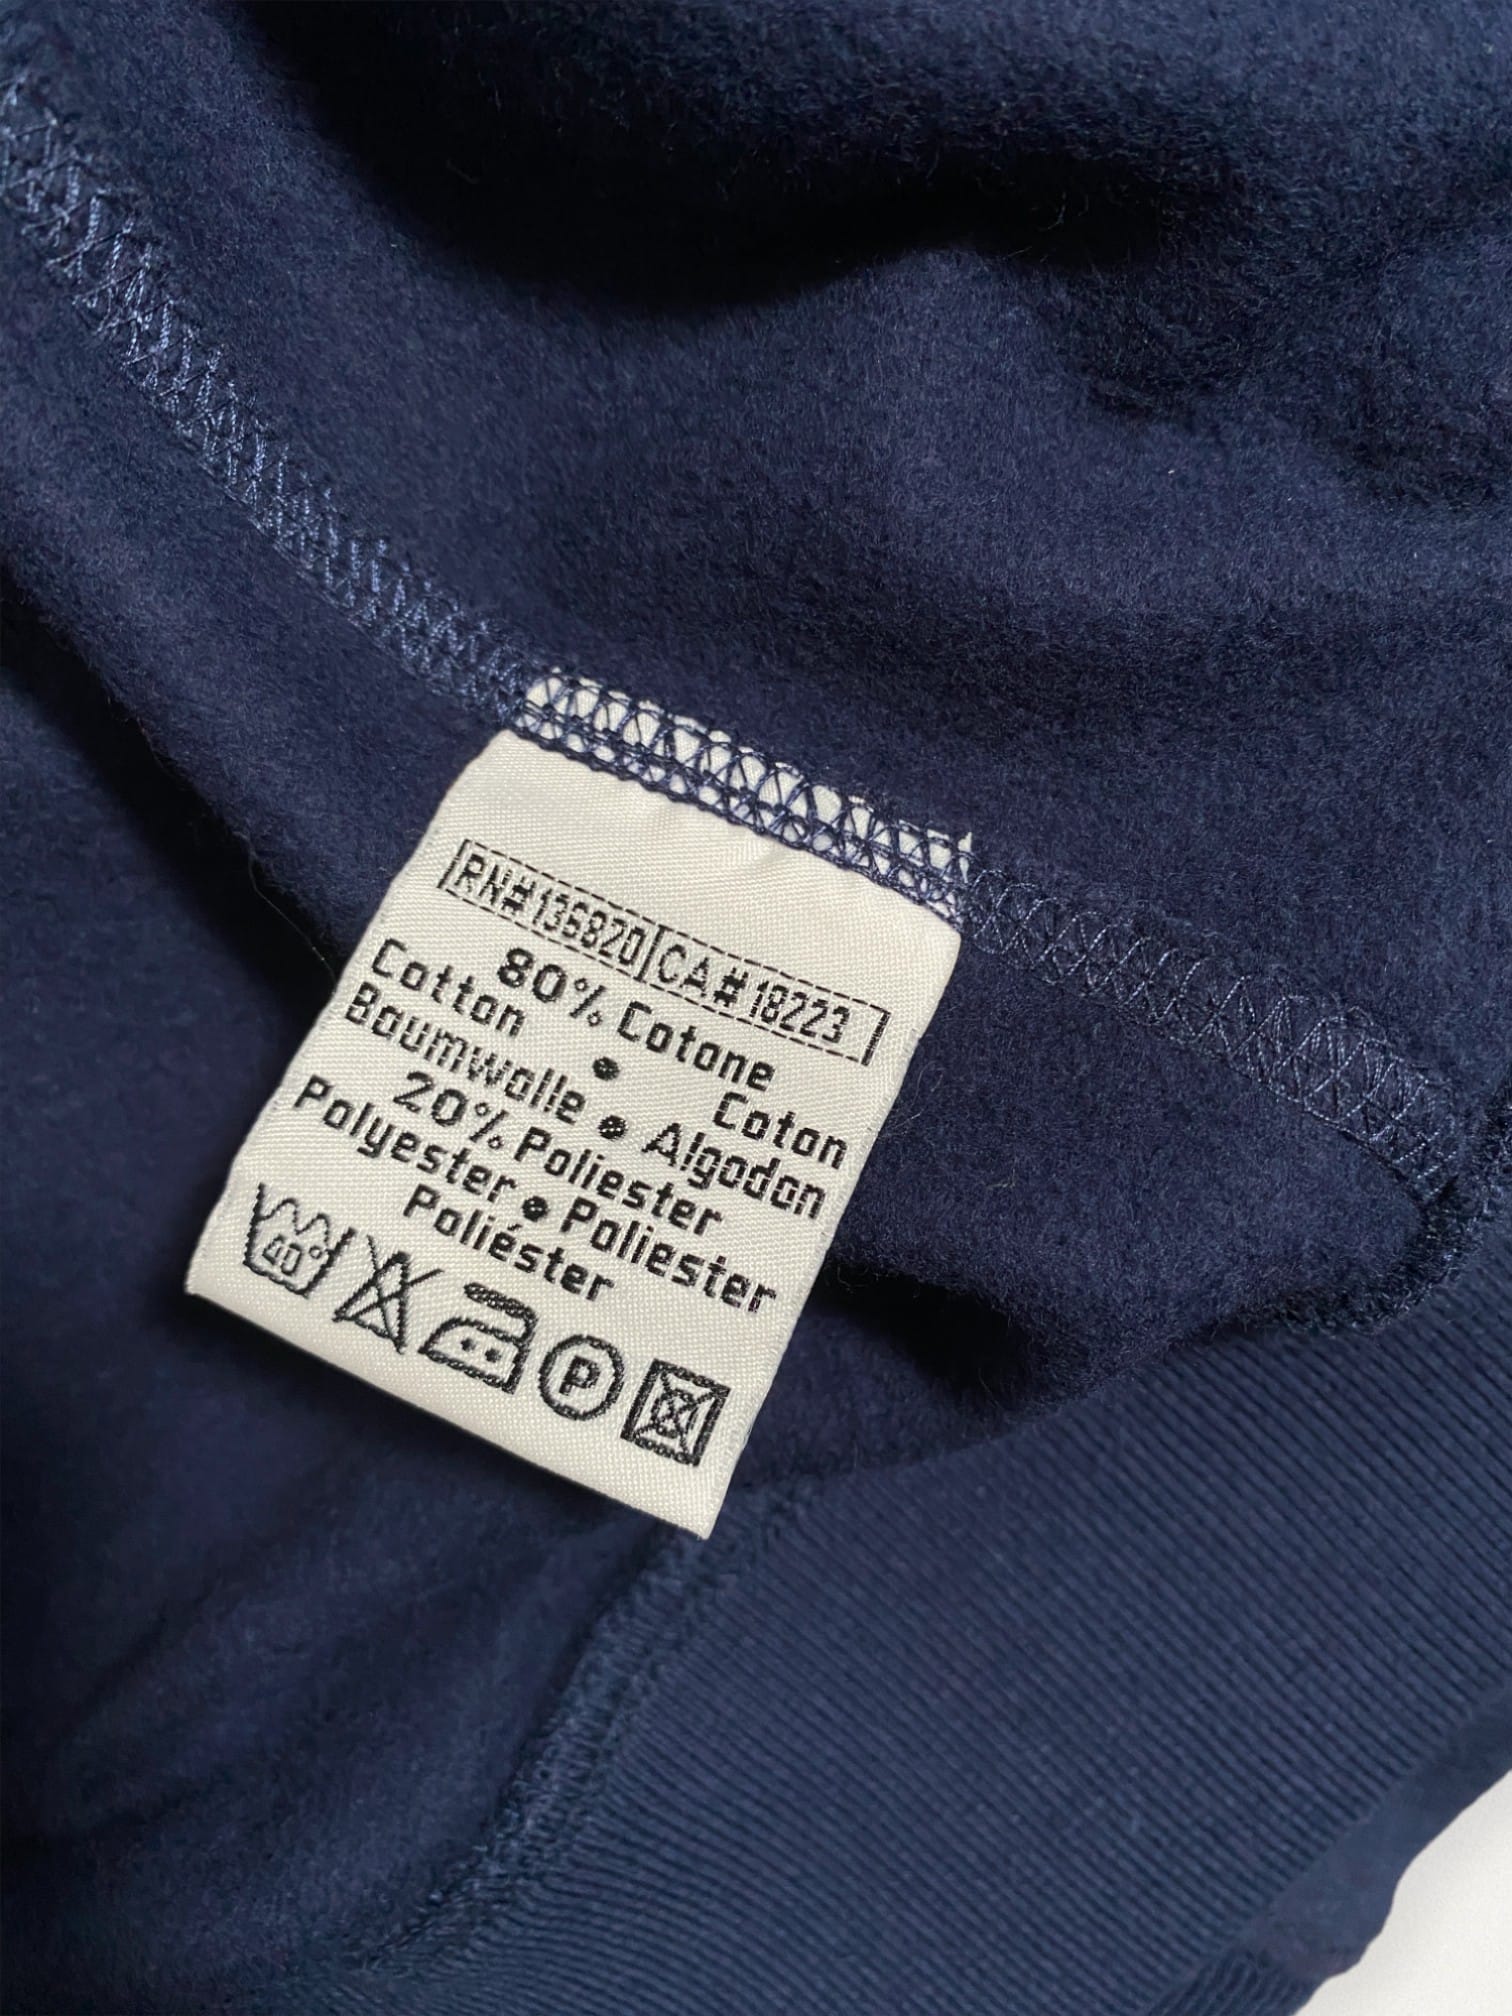 RN#136820 CA#18223
80% Cotone
Cotton • Coton
Baumwolle • Algodon
20% Poliester
Polyester • Poliester
Poliéster
40°
P